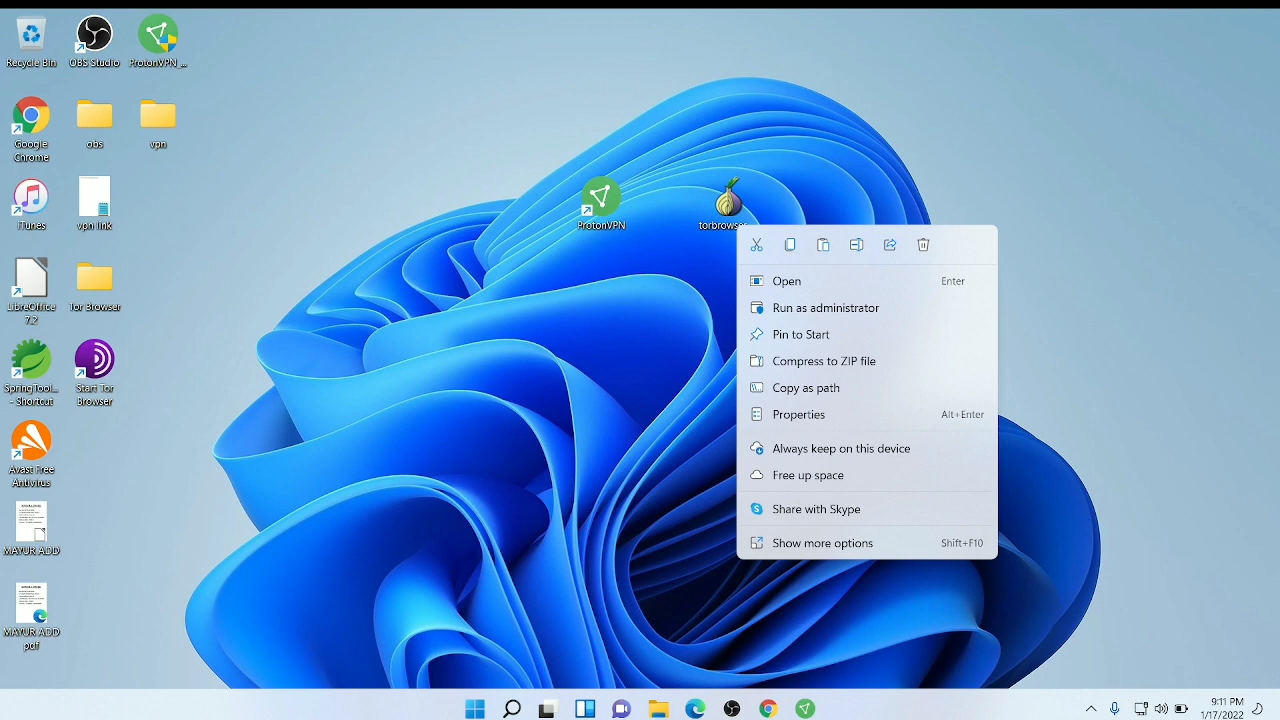 Recycle Bin
OBS Studio
ProtonVPN_...
Google
Chrome
obs
vpn
iTunes
vpn link
ProtonVPN
torbrowser
LibreOffice
7.2
Tor Browser
SpringTool...
- Shortcut
Start Tor
Browser
Avast Free
Antivirus
MAYUR ADD
MAYUR ADD
pdf
Open Enter
Run as administrator
Pin to Start
Compress to ZIP file
Copy as path
Properties Alt+Enter
Always keep on this device
Free up space
Share with Skype
Show more options Shift+F10
9:11 PM
1/17/2022